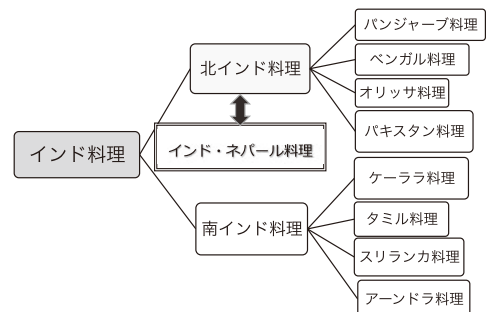 インド料理
北インド料理
パンジャーブ料理
ベンガル料理
オリッサ料理
パキスタン料理
インド・ネパール料理
南インド料理
ケーララ料理
タミル料理
スリランカ料理
アーンドラ料理